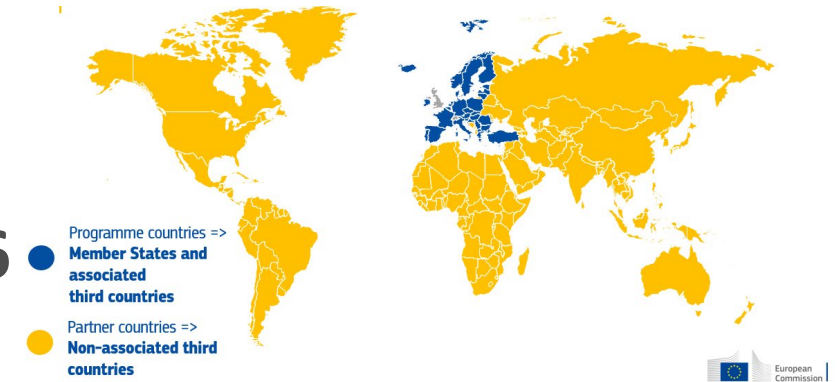 S
Programme countries =>
Member States and
associated
third countries
Partner countries =>
Non-associated third
countries
European
Commission